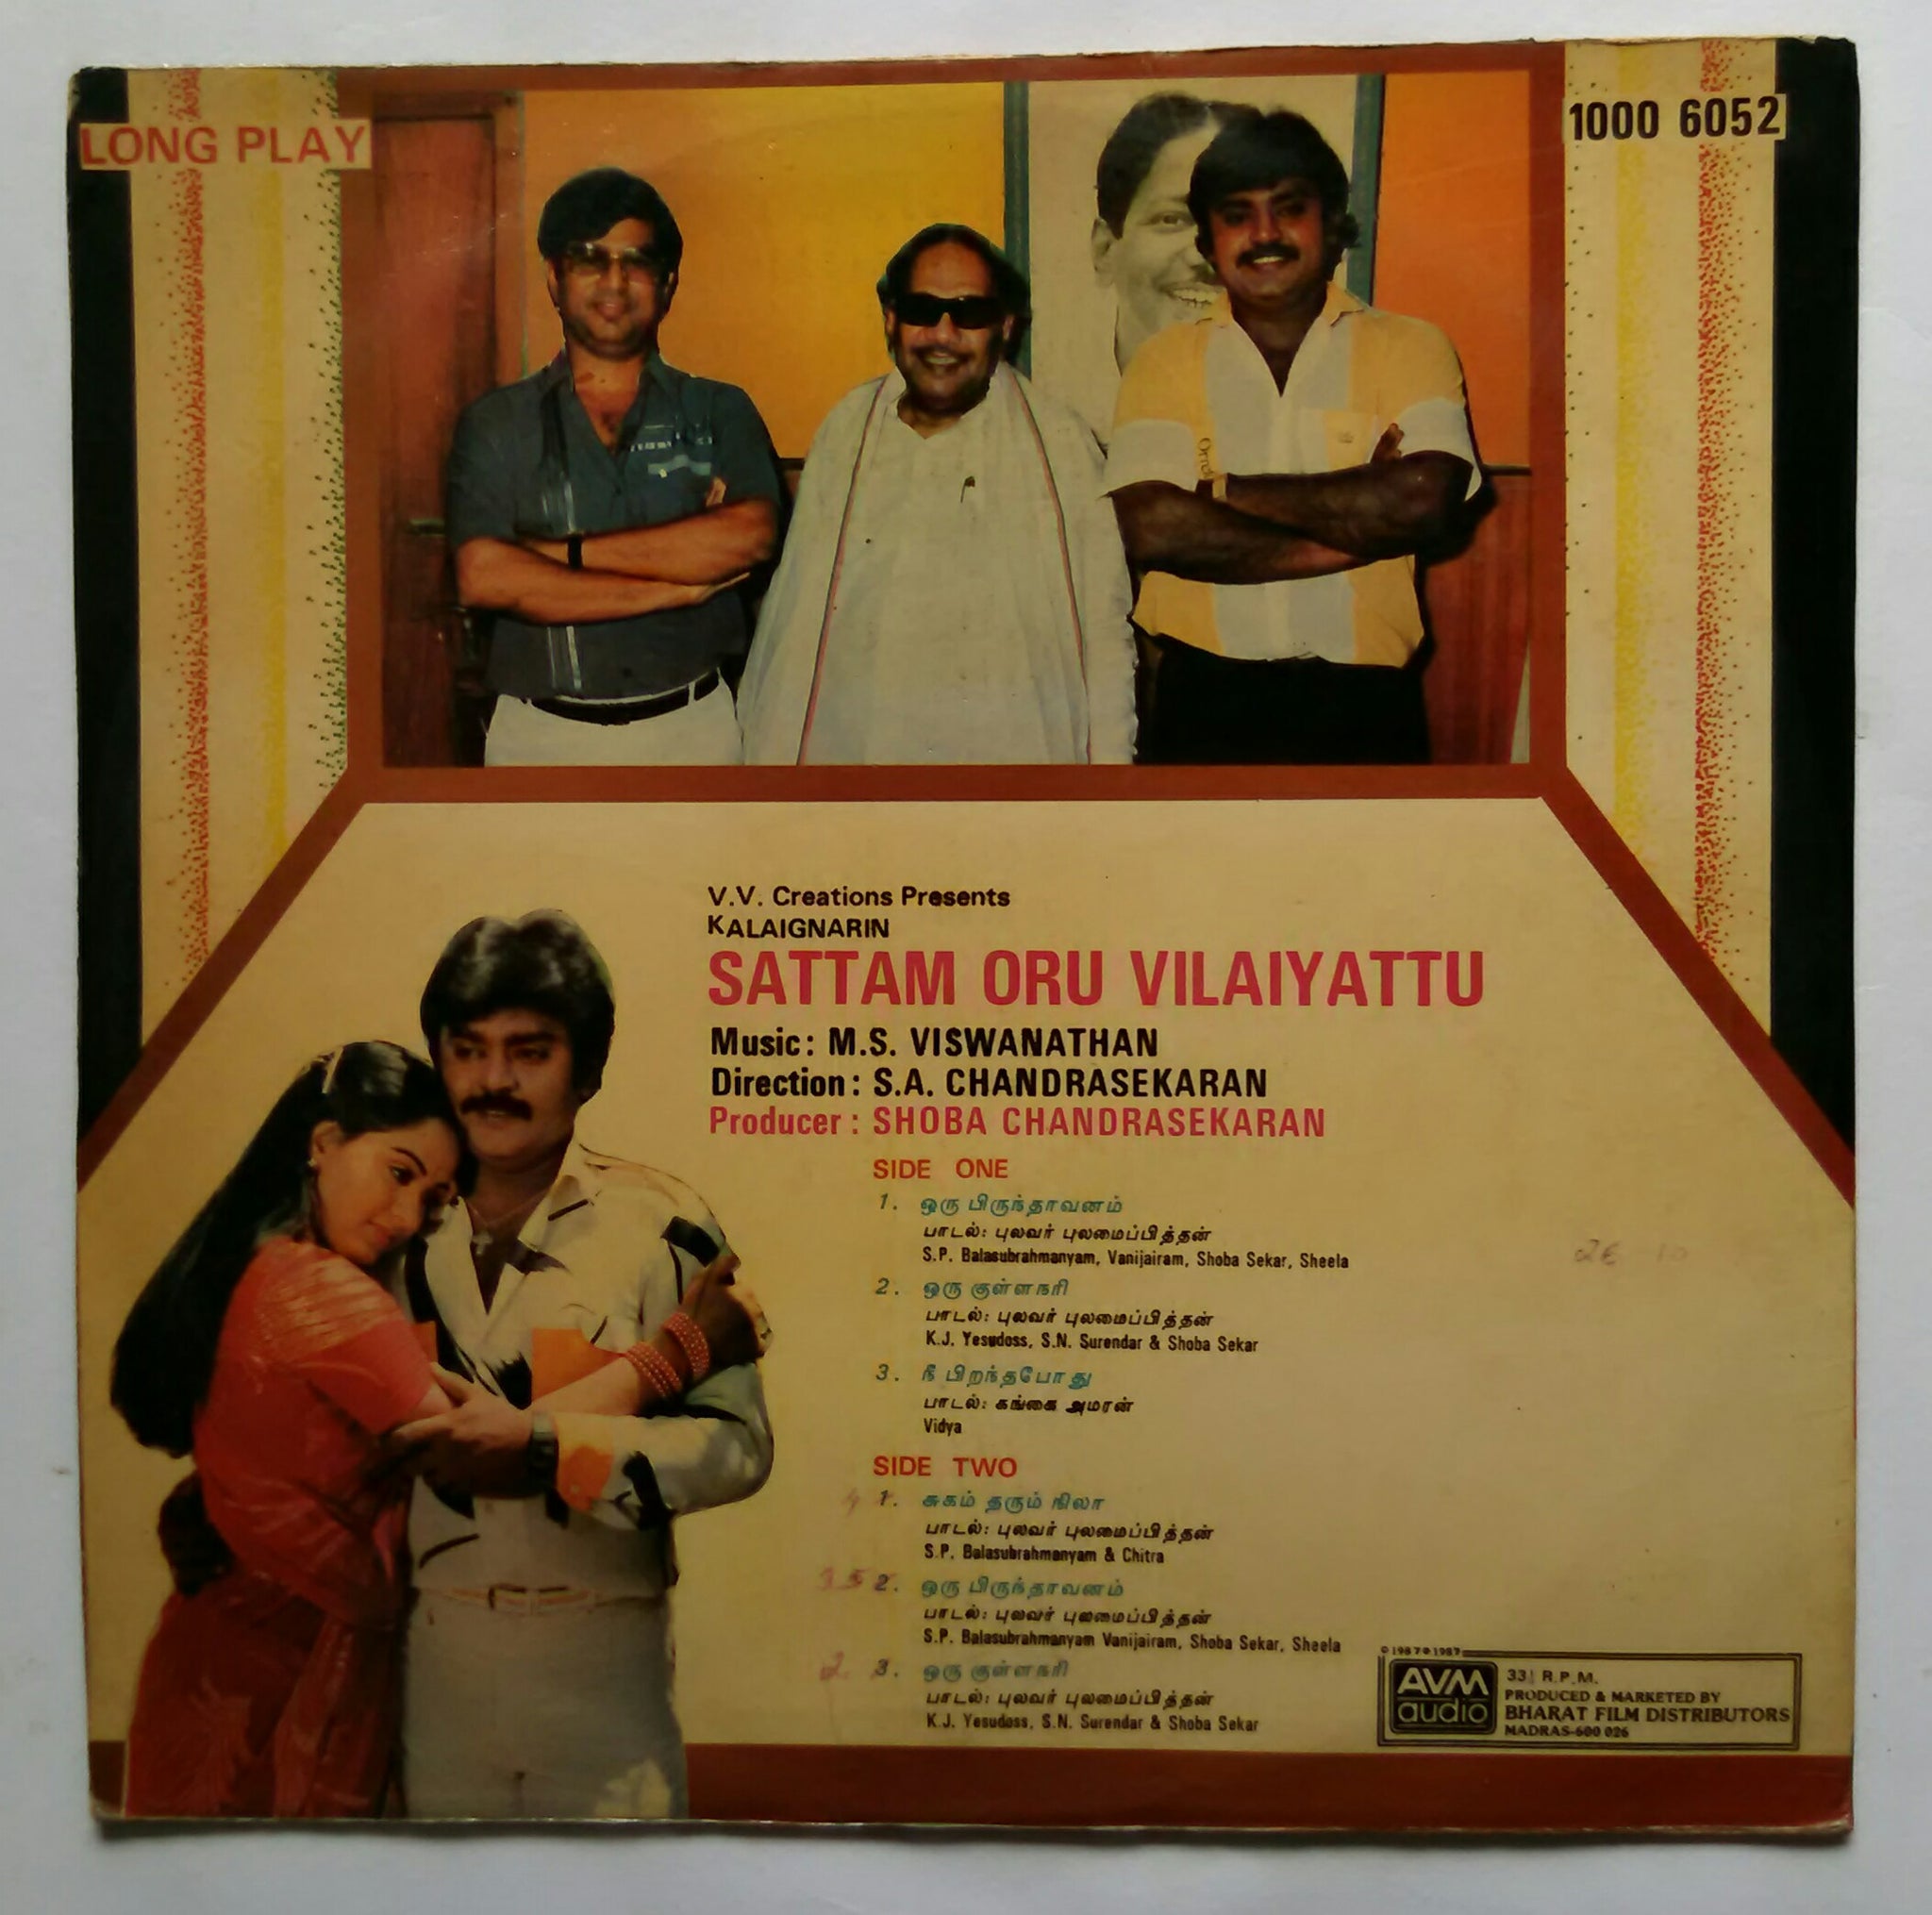 LONG PLAY
1000 6052
V.V. Creations Presents
KALAIGNARIN
SATTAM ORU VILAIYATTU
Music: M.S. VISWANATHAN
Direction: S.A. CHANDRASEKARAN
Producer: SHOBA CHANDRASEKARAN
SIDE ONE
1. ஒரு பிருந்தாவனம்
பாடல்: புலவர் புலமைப்பித்தன்
S.P. Balasubrahmanyam, Vanijairam, Shoba Sekar, Sheela
2. ஒரு குள்ளநரி
பாடல்: புலவர் புலமைப்பித்தன்
K.J. Yesudoss, S.N. Surendar & Shoba Sekar
3. நீ பிறந்தபோது
பாடல்: கங்கை அமரன்
Vidya
SIDE TWO
1. சுகம் தரும் நிலா
பாடல்: புலவர் புலமைப்பித்தன்
S.P. Balasubrahmanyam & Chitra
2. ஒரு பிருந்தாவனம்
பாடல்: புலவர் புலமைப்பித்தன்
S.P. Balasubrahmanyam Vanijairam, Shoba Sekar, Sheela
3. ஒரு குள்ளநரி
பாடல்: புலவர் புலமைப்பித்தன்
K.J. Yesudoss, S.N. Surendar & Shoba Sekar
© 1987 ℗ 1987
AVM
audio
33⅓ R.P.M.
PRODUCED & MARKETED BY
BHARAT FILM DISTRIBUTORS
MADRAS-600 026